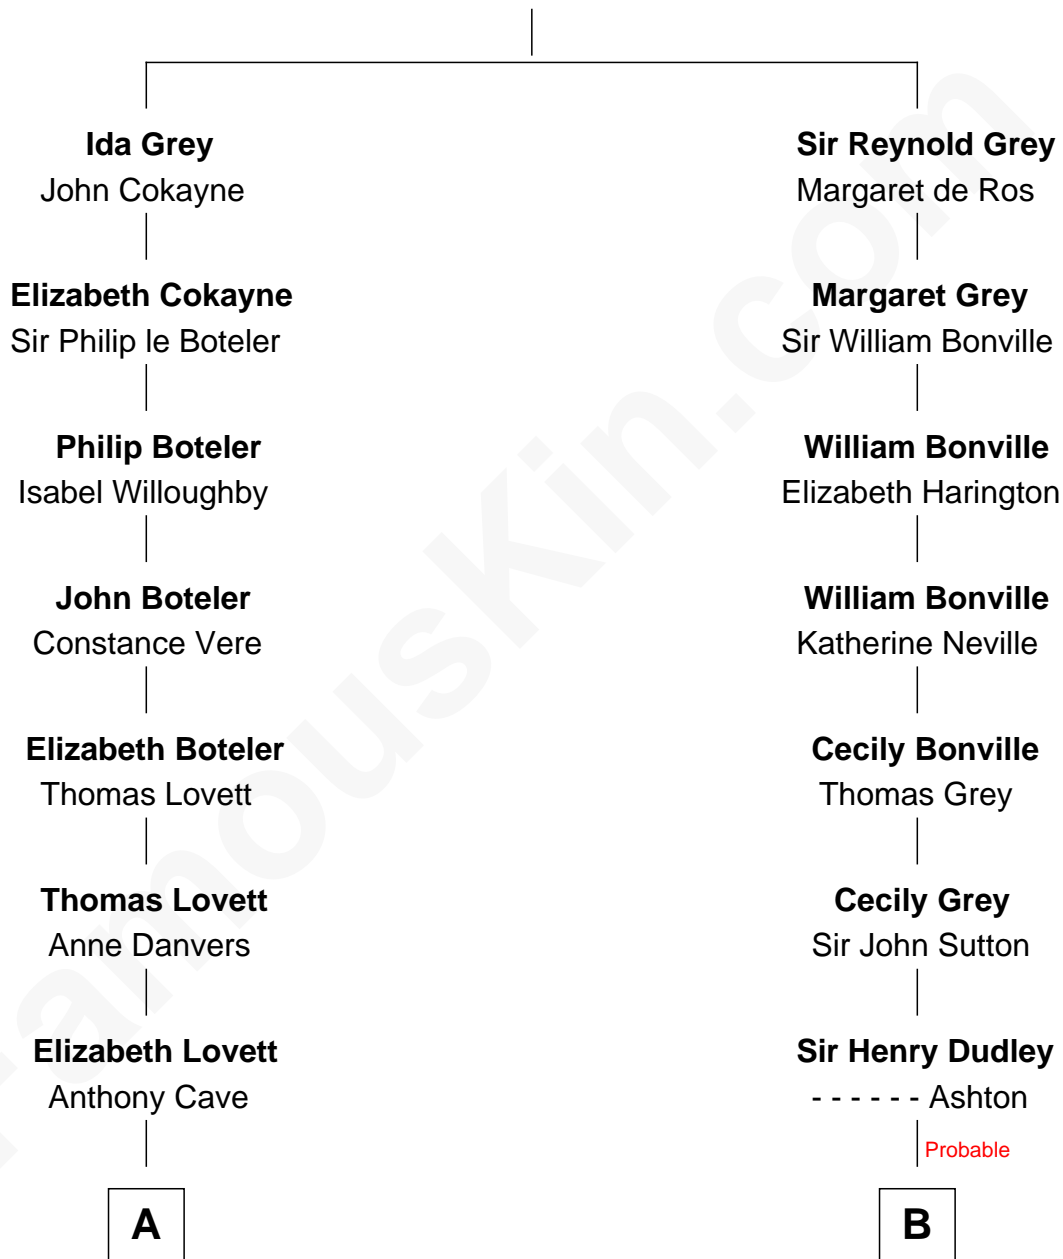 Ida Grey
John Cokayne
Sir Reynold Grey
Margaret de Ros
Elizabeth Cokayne
Sir Philip le Boteler
Margaret Grey
Sir William Bonville
Philip Boteler
Isabel Willoughby
William Bonville
Elizabeth Harington
John Boteler
Constance Vere
William Bonville
Katherine Neville
Elizabeth Boteler
Thomas Lovett
Cecily Bonville
Thomas Grey
Thomas Lovett
Anne Danvers
Cecily Grey
Sir John Sutton
Elizabeth Lovett
Anthony Cave
Sir Henry Dudley
- - - - - - Ashton
Probable
A
B
FamousKin.com